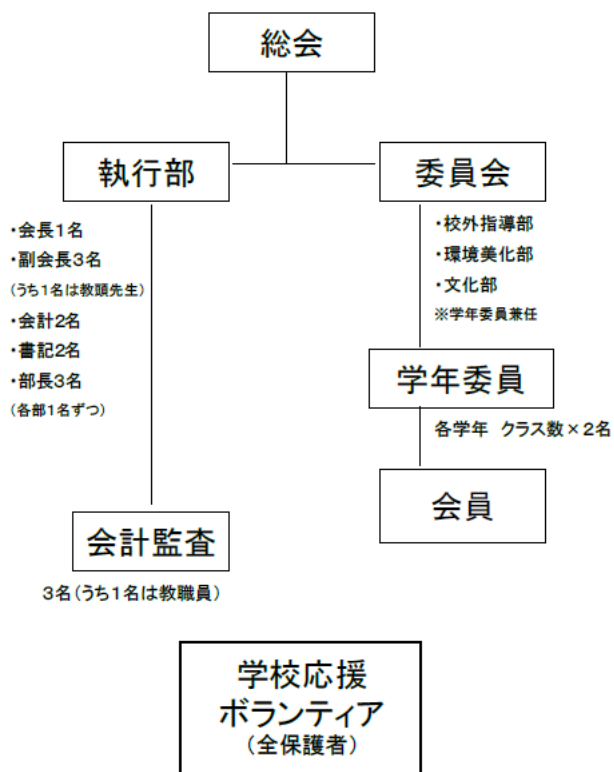 総会
執行部
・会長1名
・副会長3名
(うち1名は教頭先生)
・会計2名
・書記2名
・部長3名
(各部1名ずつ)
会計監査
3名(うち1名は教職員)
委員会
・校外指導部
・環境美化部
・文化部
※学年委員兼任
学年委員
各学年 クラス数×2名
会員
学校応援
ボランティア
(全保護者)